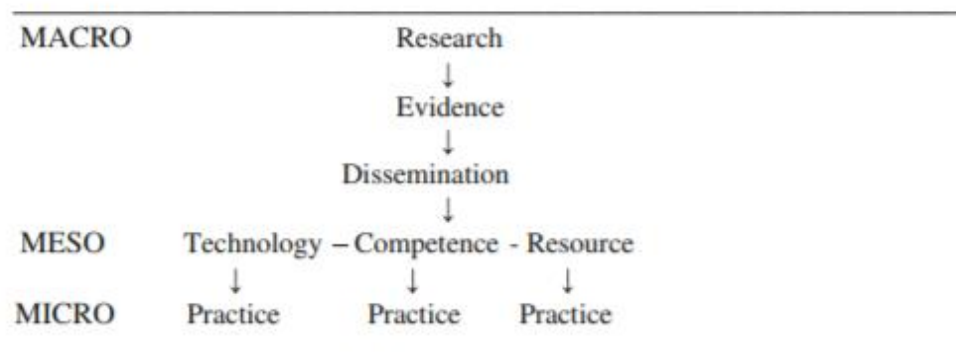 MACRO Research
↓
Evidence
↓
Dissemination
↓
MESO Technology – Competence - Resource
↓ ↓ ↓
MICRO Practice Practice Practice